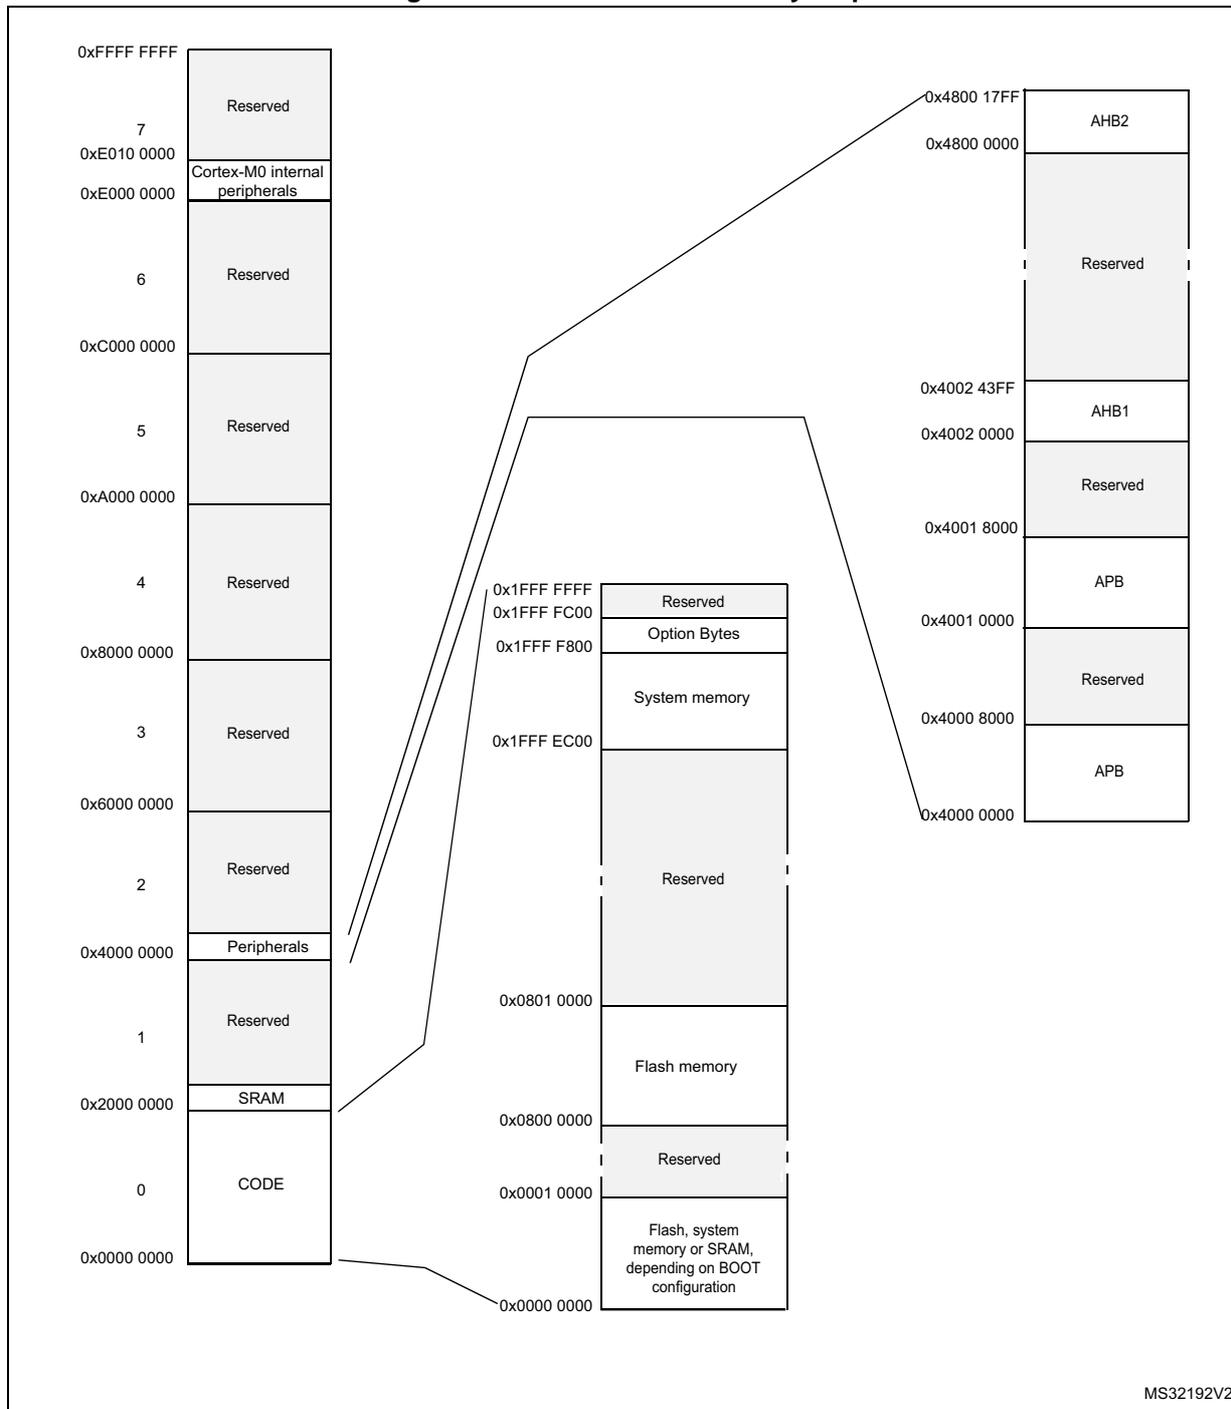 0xFFFF FFFF
Reserved
7
0xE010 0000
Cortex-M0 internal
peripherals
0xE000 0000
Reserved
6
0xC000 0000
Reserved
5
0xA000 0000
Reserved
4
0x8000 0000
Reserved
3
0x6000 0000
Reserved
2
Peripherals
0x4000 0000
Reserved
1
SRAM
0x2000 0000
CODE
0
0x0000 0000
0x1FFF FFFF
Reserved
0x1FFF FC00
Option Bytes
0x1FFF F800
System memory
0x1FFF EC00
Reserved
0x0801 0000
Flash memory
0x0800 0000
Reserved
0x0001 0000
Flash, system
memory or SRAM,
depending on BOOT
configuration
0x0000 0000
0x4800 17FF
AHB2
0x4800 0000
Reserved
0x4002 43FF
AHB1
0x4002 0000
Reserved
0x4001 8000
APB
0x4001 0000
Reserved
0x4000 8000
APB
0x4000 0000
MS32192V2